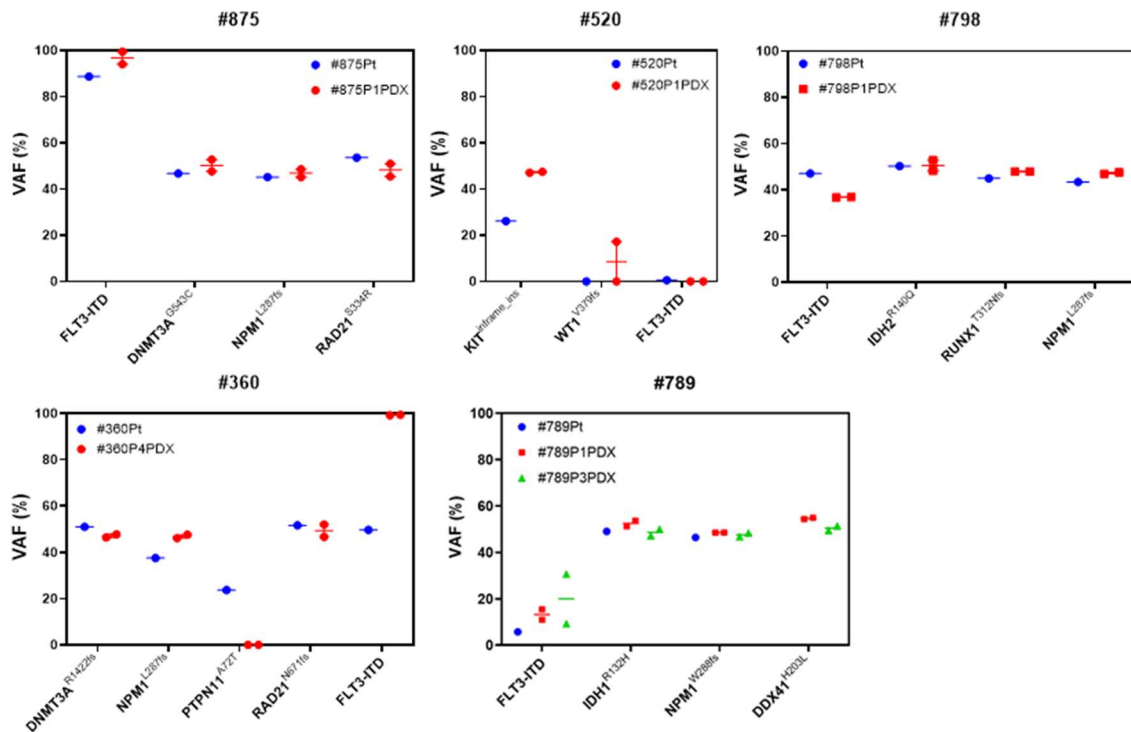 #875
VAF (%)
100
80
60
40
20
0
#875Pt
#875P1PDX
FLT3-ITD
DNMT3A^G543C
NPM1^L287fs
RAD21^S334R
#520
VAF (%)
100
80
60
40
20
0
#520Pt
#520P1PDX
KIT^inframe_ins
WT1^V379fs
FLT3-ITD
#798
VAF (%)
100
80
60
40
20
0
#798Pt
#798P1PDX
FLT3-ITD
IDH2^R140Q
RUNX1^T312Nfs
NPM1^L287fs
#360
VAF (%)
100
80
60
40
20
0
#360Pt
#360P4PDX
DNMT3A^R1422fs
NPM1^L287fs
PTPN11^A72T
RAD21^N671fs
FLT3-ITD
#789
VAF (%)
100
80
60
40
20
0
#789Pt
#789P1PDX
#789P3PDX
FLT3-ITD
IDH1^R132H
NPM1^W288fs
DDX41^H203L